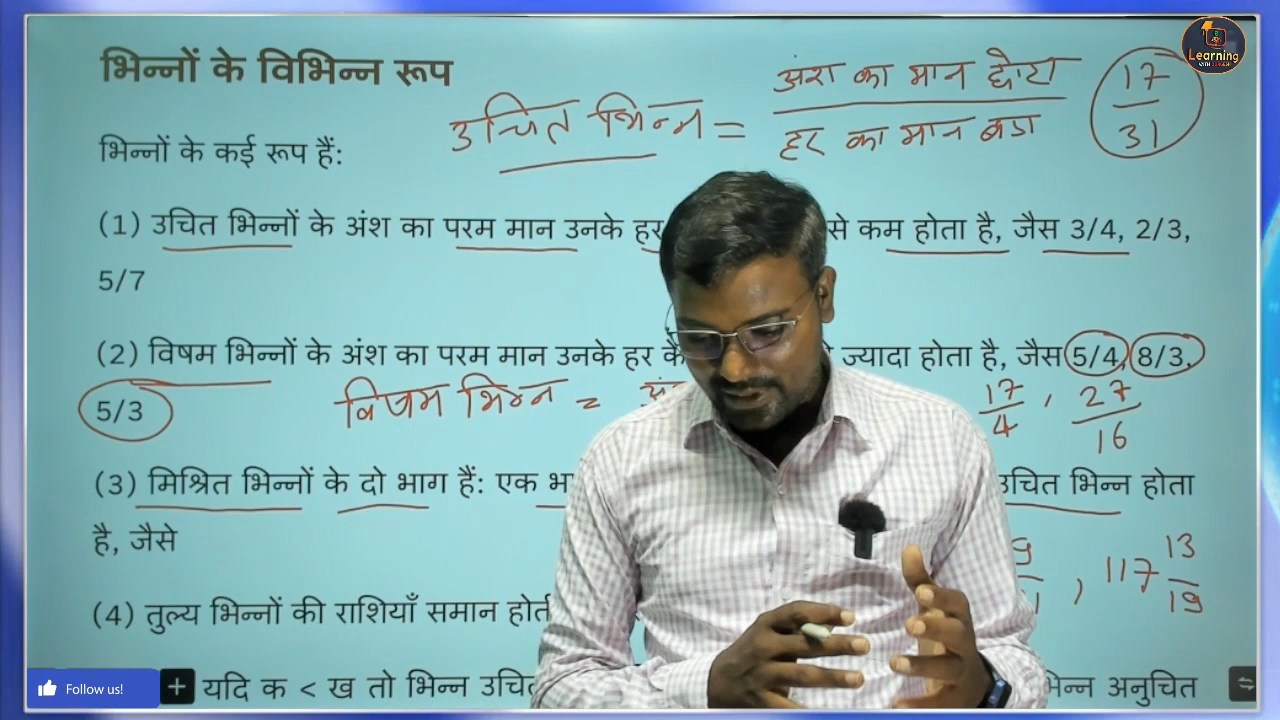 भिन्नों के विभिन्न रूप
अंश का मान छोटा
उचित भिन्न =
हर का मान बडा
17
31
Learning
भिन्नों के कई रूप हैं:
(1) उचित भिन्नों के अंश का परम मान उनके हर से कम होता है, जैस 3/4, 2/3,
5/7
(2) विषम भिन्नों के अंश का परम मान उनके हर के ज्यादा होता है, जैस 5/4, 8/3,
5/3
विषम भिन्न =
17 , 27
4 16
(3) मिश्रित भिन्नों के दो भाग हैं: एक उचित भिन्न होता
है, जैसे
9 , 117 13
19
(4) तुल्य भिन्नों की राशियाँ समान
Follow us!
यदि क < ख तो भिन्न अनुचित